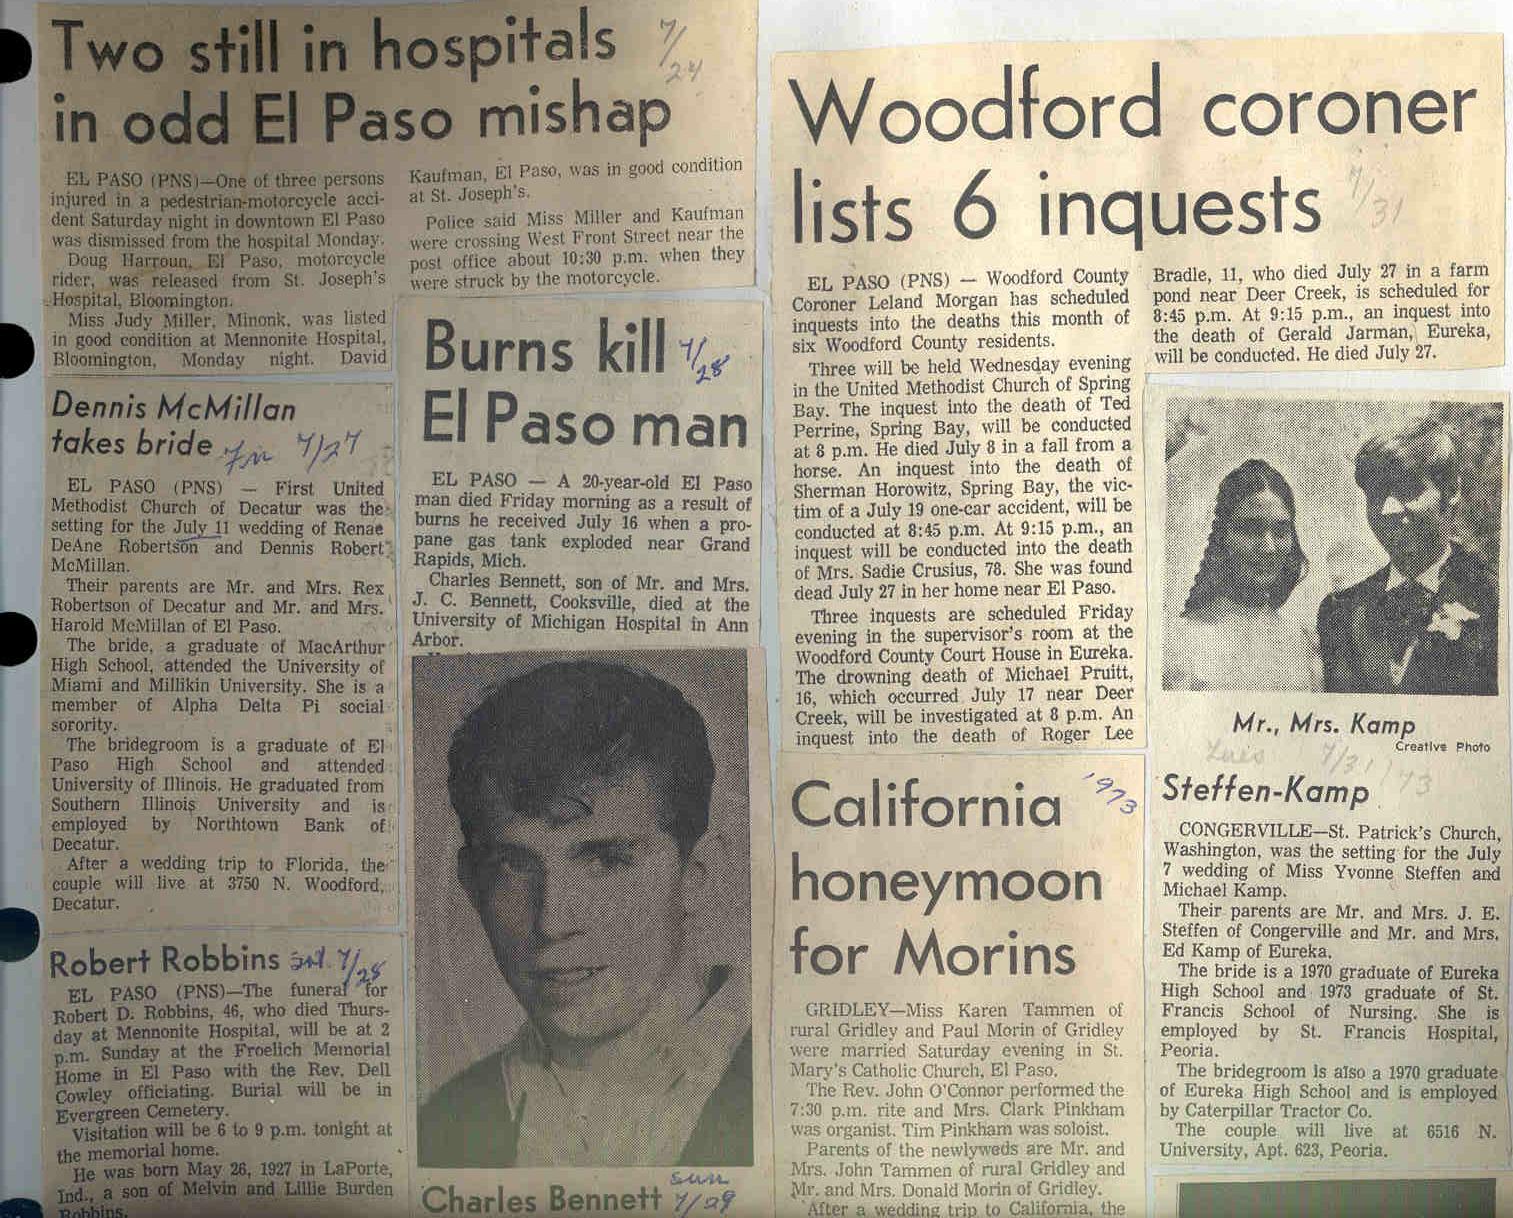 Two still in hospitals
in odd El Paso mishap
7/24
EL PASO (PNS)—One of three persons
injured in a pedestrian-motorcycle acci-
dent Saturday night in downtown El Paso
was dismissed from the hospital Monday.
Doug Harroun, El Paso, motorcycle
rider, was released from St. Joseph's
Hospital, Bloomington.
Miss Judy Miller, Minonk, was listed
in good condition at Mennonite Hospital,
Bloomington, Monday night. David
Kaufman, El Paso, was in good condition
at St. Joseph's.
Police said Miss Miller and Kaufman
were crossing West Front Street near the
post office about 10:30 p.m. when they
were struck by the motorcycle.
Dennis McMillan
takes bride
7/27
EL PASO (PNS) — First United
Methodist Church of Decatur was the
setting for the July 11 wedding of Renae
DeAne Robertson and Dennis Robert
McMillan.
Their parents are Mr. and Mrs. Rex
Robertson of Decatur and Mr. and Mrs.
Harold McMillan of El Paso.
The bride, a graduate of MacArthur
High School, attended the University of
Miami and Millikin University. She is a
member of Alpha Delta Pi social
sorority.
The bridegroom is a graduate of El
Paso High School and attended
University of Illinois. He graduated from
Southern Illinois University and is
employed by Northtown Bank of
Decatur.
After a wedding trip to Florida, the
couple will live at 3750 N. Woodford,
Decatur.
Robert Robbins
Sat. 7/28
EL PASO (PNS)—The funeral for
Robert D. Robbins, 46, who died Thurs-
day at Mennonite Hospital, will be at 2
p.m. Sunday at the Froelich Memorial
Home in El Paso with the Rev. Dell
Cowley officiating. Burial will be in
Evergreen Cemetery.
Visitation will be 6 to 9 p.m. tonight at
the memorial home.
He was born May 26, 1927 in LaPorte,
Ind., a son of Melvin and Lillie Burden
Robbins.
Burns kill
El Paso man
7/28
EL PASO — A 20-year-old El Paso
man died Friday morning as a result of
burns he received July 16 when a pro-
pane gas tank exploded near Grand
Rapids, Mich.
Charles Bennett, son of Mr. and Mrs.
J. C. Bennett, Cooksville, died at the
University of Michigan Hospital in Ann
Arbor.
Charles Bennett
Sun 7/29
Woodford coroner
lists 6 inquests
7/31
EL PASO (PNS) — Woodford County
Coroner Leland Morgan has scheduled
inquests into the deaths this month of
six Woodford County residents.
Three will be held Wednesday evening
in the United Methodist Church of Spring
Bay. The inquest into the death of Ted
Perrine, Spring Bay, will be conducted
at 8 p.m. He died July 8 in a fall from a
horse. An inquest into the death of
Sherman Horowitz, Spring Bay, the vic-
tim of a July 19 one-car accident, will be
conducted at 8:45 p.m. At 9:15 p.m., an
inquest will be conducted into the death
of Mrs. Sadie Crusius, 78. She was found
dead July 27 in her home near El Paso.
Three inquests are scheduled Friday
evening in the supervisor's room at the
Woodford County Court House in Eureka.
The drowning death of Michael Pruitt,
16, which occurred July 17 near Deer
Creek, will be investigated at 8 p.m. An
inquest into the death of Roger Lee
Bradle, 11, who died July 27 in a farm
pond near Deer Creek, is scheduled for
8:45 p.m. At 9:15 p.m., an inquest into
the death of Gerald Jarman, Eureka,
will be conducted. He died July 27.
California
honeymoon
for Morins
1973
GRIDLEY—Miss Karen Tammen of
rural Gridley and Paul Morin of Gridley
were married Saturday evening in St.
Mary's Catholic Church, El Paso.
The Rev. John O'Connor performed the
7:30 p.m. rite and Mrs. Clark Pinkham
was organist. Tim Pinkham was soloist.
Parents of the newlyweds are Mr. and
Mrs. John Tammen of rural Gridley and
Mr. and Mrs. Donald Morin of Gridley.
After a wedding trip to California, the
Mr., Mrs. Kamp
Creative Photo
Tues 7/31/73
Steffen-Kamp
CONGERVILLE—St. Patrick's Church,
Washington, was the setting for the July
7 wedding of Miss Yvonne Steffen and
Michael Kamp.
Their parents are Mr. and Mrs. J. E.
Steffen of Congerville and Mr. and Mrs.
Ed Kamp of Eureka.
The bride is a 1970 graduate of Eureka
High School and 1973 graduate of St.
Francis School of Nursing. She is
employed by St. Francis Hospital,
Peoria.
The bridegroom is also a 1970 graduate
of Eureka High School and is employed
by Caterpillar Tractor Co.
The couple will live at 6516 N.
University, Apt. 623, Peoria.